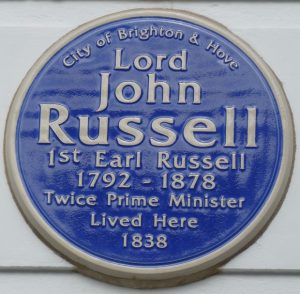 City of Brighton & Hove
Lord
John
Russell
1st Earl Russell
1792 - 1878
Twice Prime Minister
Lived Here
1838